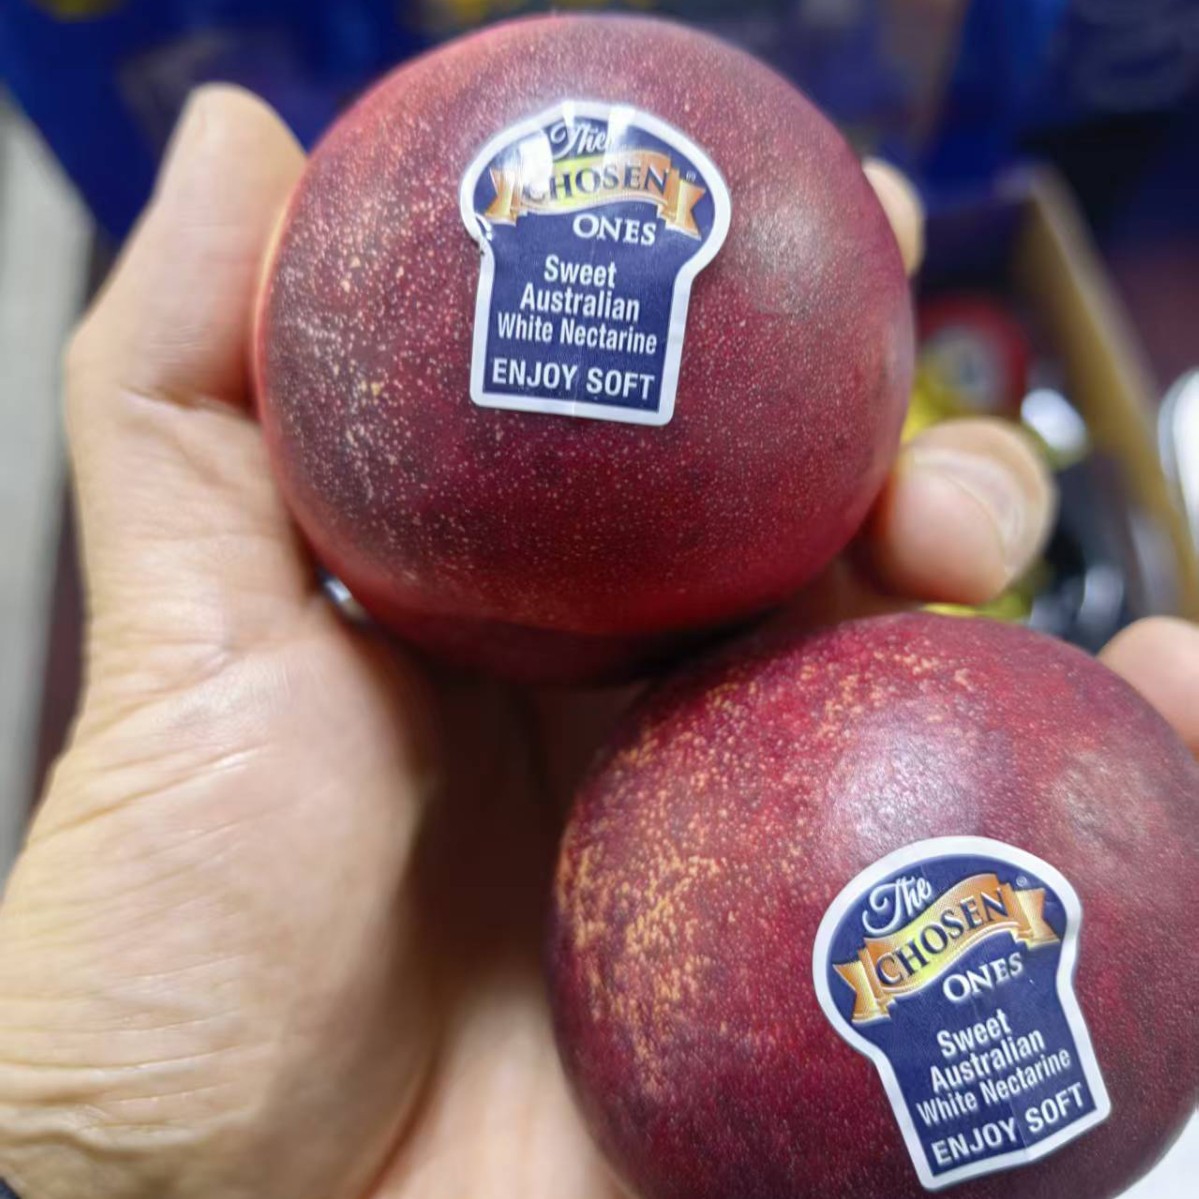 The
CHOSEN®
ONES
Sweet
Australian
White Nectarine
ENJOY SOFT
The
CHOSEN®
ONES
Sweet
Australian
White Nectarine
ENJOY SOFT